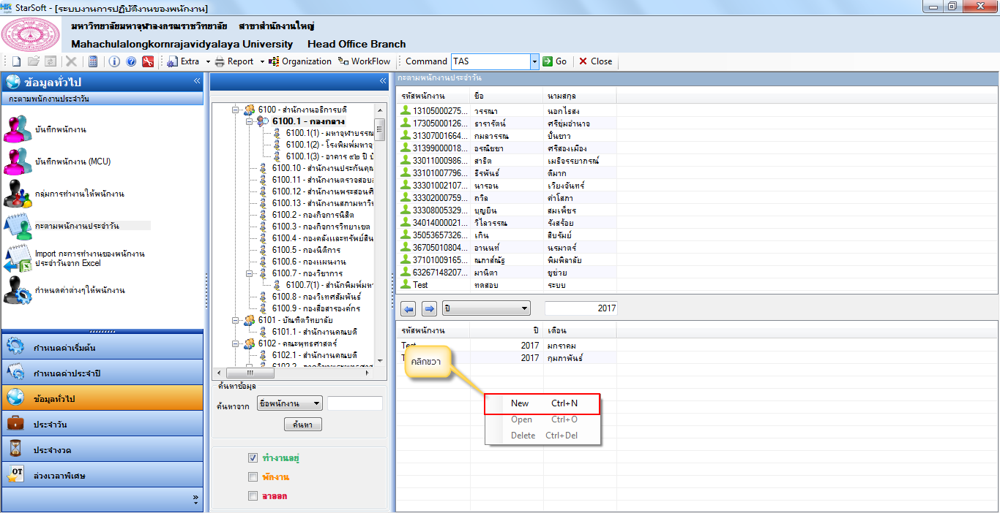 StarSoft - [ระบบงานการปฏิบัติงานของพนักงาน]
มหาวิทยาลัยมหาจุฬาลงกรณราชวิทยาลัย สาขาสำนักงานใหญ่
Mahachulalongkornrajavidyalaya University Head Office Branch
Extra Report Organization WorkFlow Command TAS Go Close
ข้อมูลทั่วไป
กะตามพนักงานประจำวัน
บันทึกพนักงาน
บันทึกพนักงาน (MCU)
กลุ่มการทำงานให้พนักงาน
กะตามพนักงานประจำวัน
Import กะการทำงานของพนักงาน
ประจำวันจาก Excel
กำหนดค่าต่างๆให้พนักงาน
กำหนดค่าเริ่มต้น
กำหนดค่าประจำปี
ข้อมูลทั่วไป
ประจำวัน
ประจำงวด
OT
ล่วงเวลาพิเศษ
6100 - สำนักงานอธิการบดี
6100.1 - กองกลาง
6100.1(1) - มหาจุฬาบรรณ
6100.1(2) - โรงพิมพ์มหาจุ
6100.1(3) - อาคาร ๕๒ ปี
6100.10 - สำนักงานประกันคุณ
6100.11 - สำนักงานตรวจสอบ
6100.12 - สำนักงานพระสอนศี
6100.13 - สำนักงานสภามหาวิ
6100.2 - กองกิจการนิสิต
6100.3 - กองกิจการวิทยาเขต
6100.4 - กองคลังและทรัพย์สิน
6100.5 - กองนิติการ
6100.6 - กองแผนงาน
6100.7 - กองวิชาการ
6100.7(1) - สำนักพิมพ์มหา
6100.8 - กองวิเทศสัมพันธ์
6100.9 - กองสื่อสารองค์กร
6101 - บัณฑิตวิทยาลัย
6101.1 - สำนักงานคณบดี
6102 - คณะพุทธศาสตร์
6102.1 - สำนักงานคณบดี
6102.2 - ภาควิชาพระพุทธศาส
ค้นหาข้อมูล
ค้นหาจาก ชื่อพนักงาน
ค้นหา
ทำงานอยู่
พักงาน
ลาออก
กะตามพนักงานประจำวัน
รหัสพนักงาน ชื่อ นามสกุล
13105000275... วรรณา นอกไธสง
17305000126... ธารารัตน์ ศรีชุ่มอำนาจ
31307001664... กมลวรรณ ปั้นขาว
31399000018... อรณิชชา ศรีสองเมือง
33011000986... สาธิต เมธีจรรยาภรณ์
33101007796... ธีรพันธ์ ดีมาก
33301002107... นารอน เวียงจันทร์
33302000759... ถวิล คำโสภา
33308005329... บุญยืน สมเพ็ชร
34014000021... วิไลวรรณ รังสร้อย
35053657326... เกิน สืบรัมย์
36705010804... อานนท์ นรมาตร์
37101009165... ณภาส์ณัฐ พิมพิลาลัย
63267148207... มานิตา ชูช่วย
Test ทดสอบ ระบบ
ปี 2017
รหัสพนักงาน ปี เดือน
Test 2017 มกราคม
T 2017 กุมภาพันธ์
คลิกขวา
New Ctrl+N
Open Ctrl+O
Delete Ctrl+Del